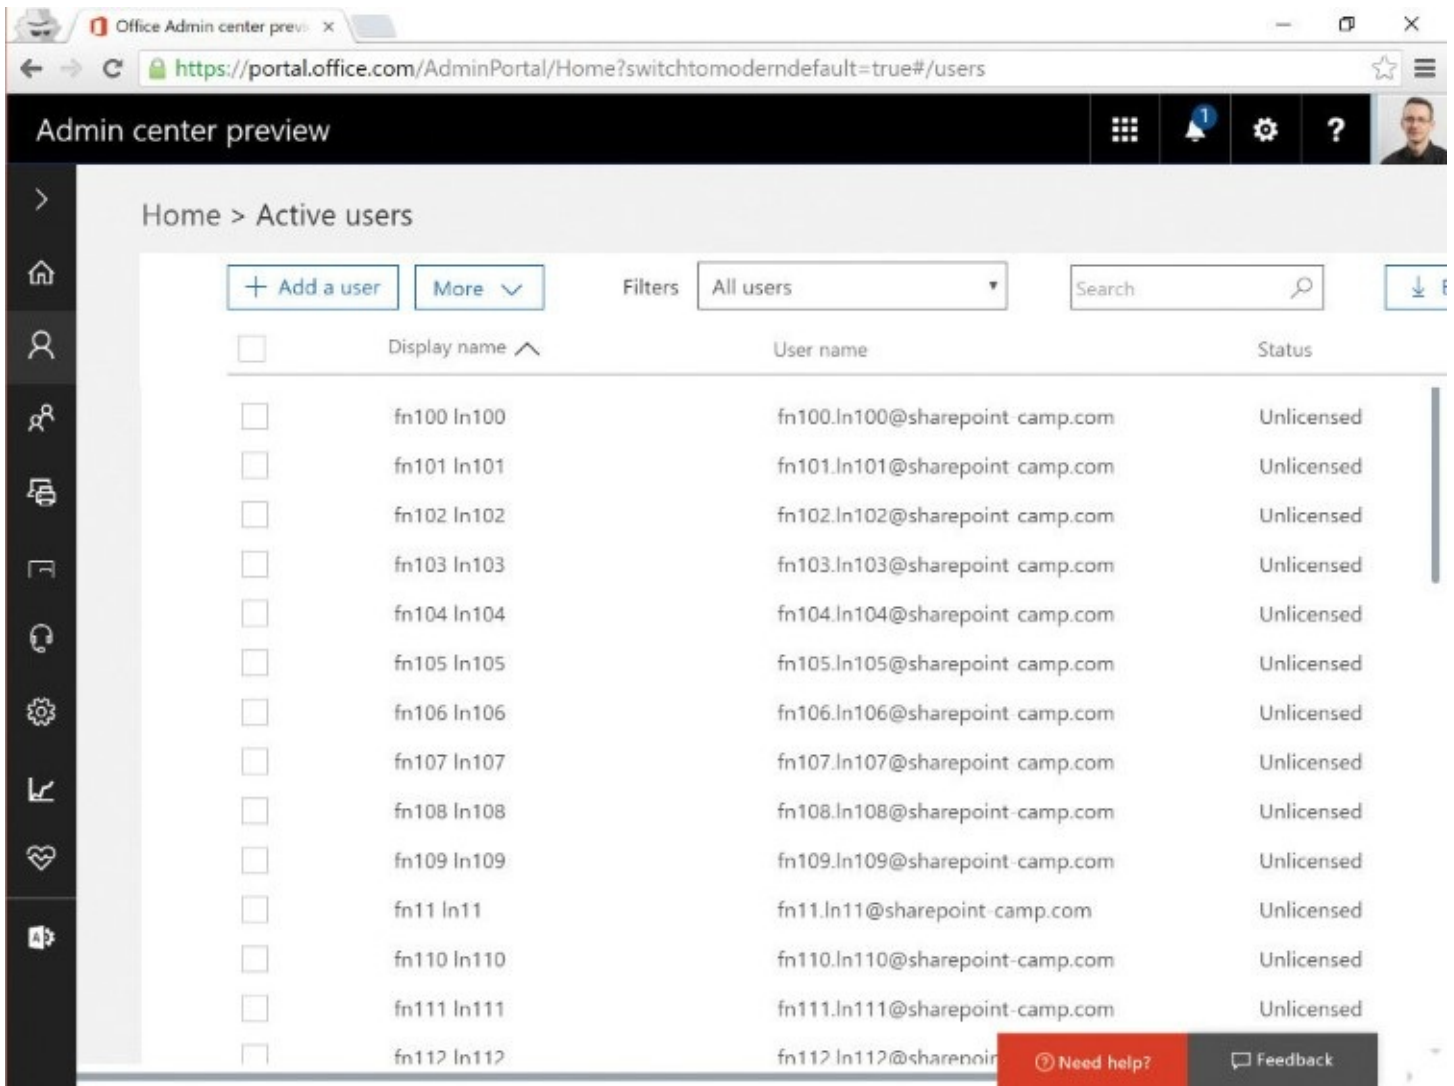 Office Admin center previ
https://portal.office.com/AdminPortal/Home?switchtomoderndefault=true#/users
Admin center preview
1
?
Home > Active users
+ Add a user More Filters All users Search
Display name User name Status
fn100 ln100 fn100.ln100@sharepoint-camp.com Unlicensed
fn101 ln101 fn101.ln101@sharepoint-camp.com Unlicensed
fn102 ln102 fn102.ln102@sharepoint-camp.com Unlicensed
fn103 ln103 fn103.ln103@sharepoint-camp.com Unlicensed
fn104 ln104 fn104.ln104@sharepoint-camp.com Unlicensed
fn105 ln105 fn105.ln105@sharepoint-camp.com Unlicensed
fn106 ln106 fn106.ln106@sharepoint-camp.com Unlicensed
fn107 ln107 fn107.ln107@sharepoint-camp.com Unlicensed
fn108 ln108 fn108.ln108@sharepoint-camp.com Unlicensed
fn109 ln109 fn109.ln109@sharepoint-camp.com Unlicensed
fn11 ln11 fn11.ln11@sharepoint-camp.com Unlicensed
fn110 ln110 fn110.ln110@sharepoint-camp.com Unlicensed
fn111 ln111 fn111.ln111@sharepoint-camp.com Unlicensed
fn112 ln112 fn112.ln112@sharepoin
Need help? Feedback